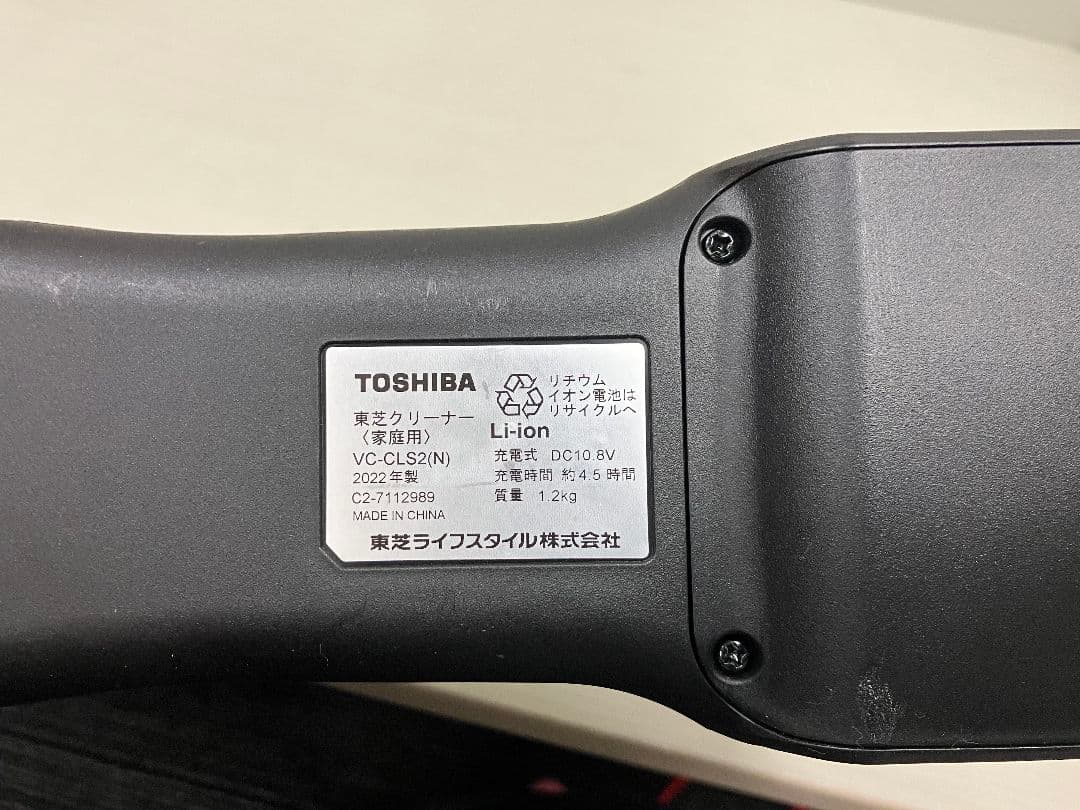 TOSHIBA
東芝クリーナー
〈家庭用〉
VC-CLS2(N)
2022年製
C2-7112989
MADE IN CHINA
リチウム
イオン電池は
リサイクルへ
Li-ion
充電式 DC10.8V
充電時間 約4.5時間
質量 1.2kg
東芝ライフスタイル株式会社